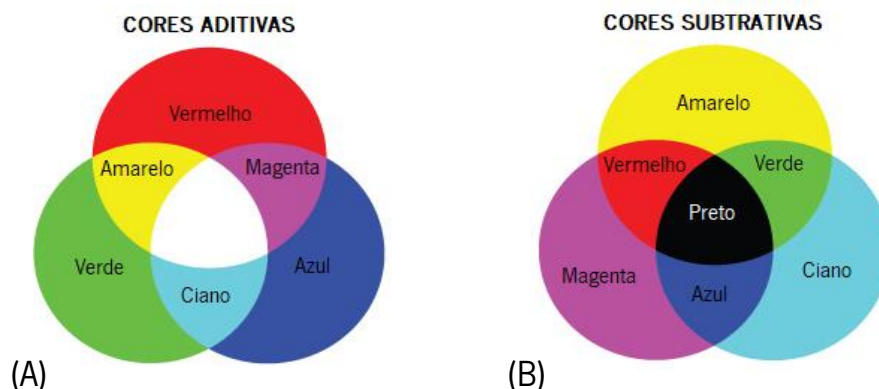 CORES ADITIVAS
Vermelho
Amarelo
Magenta
Verde
Azul
Ciano
(A)
CORES SUBTRATIVAS
Amarelo
Vermelho
Verde
Preto
Magenta
Ciano
Azul
(B)